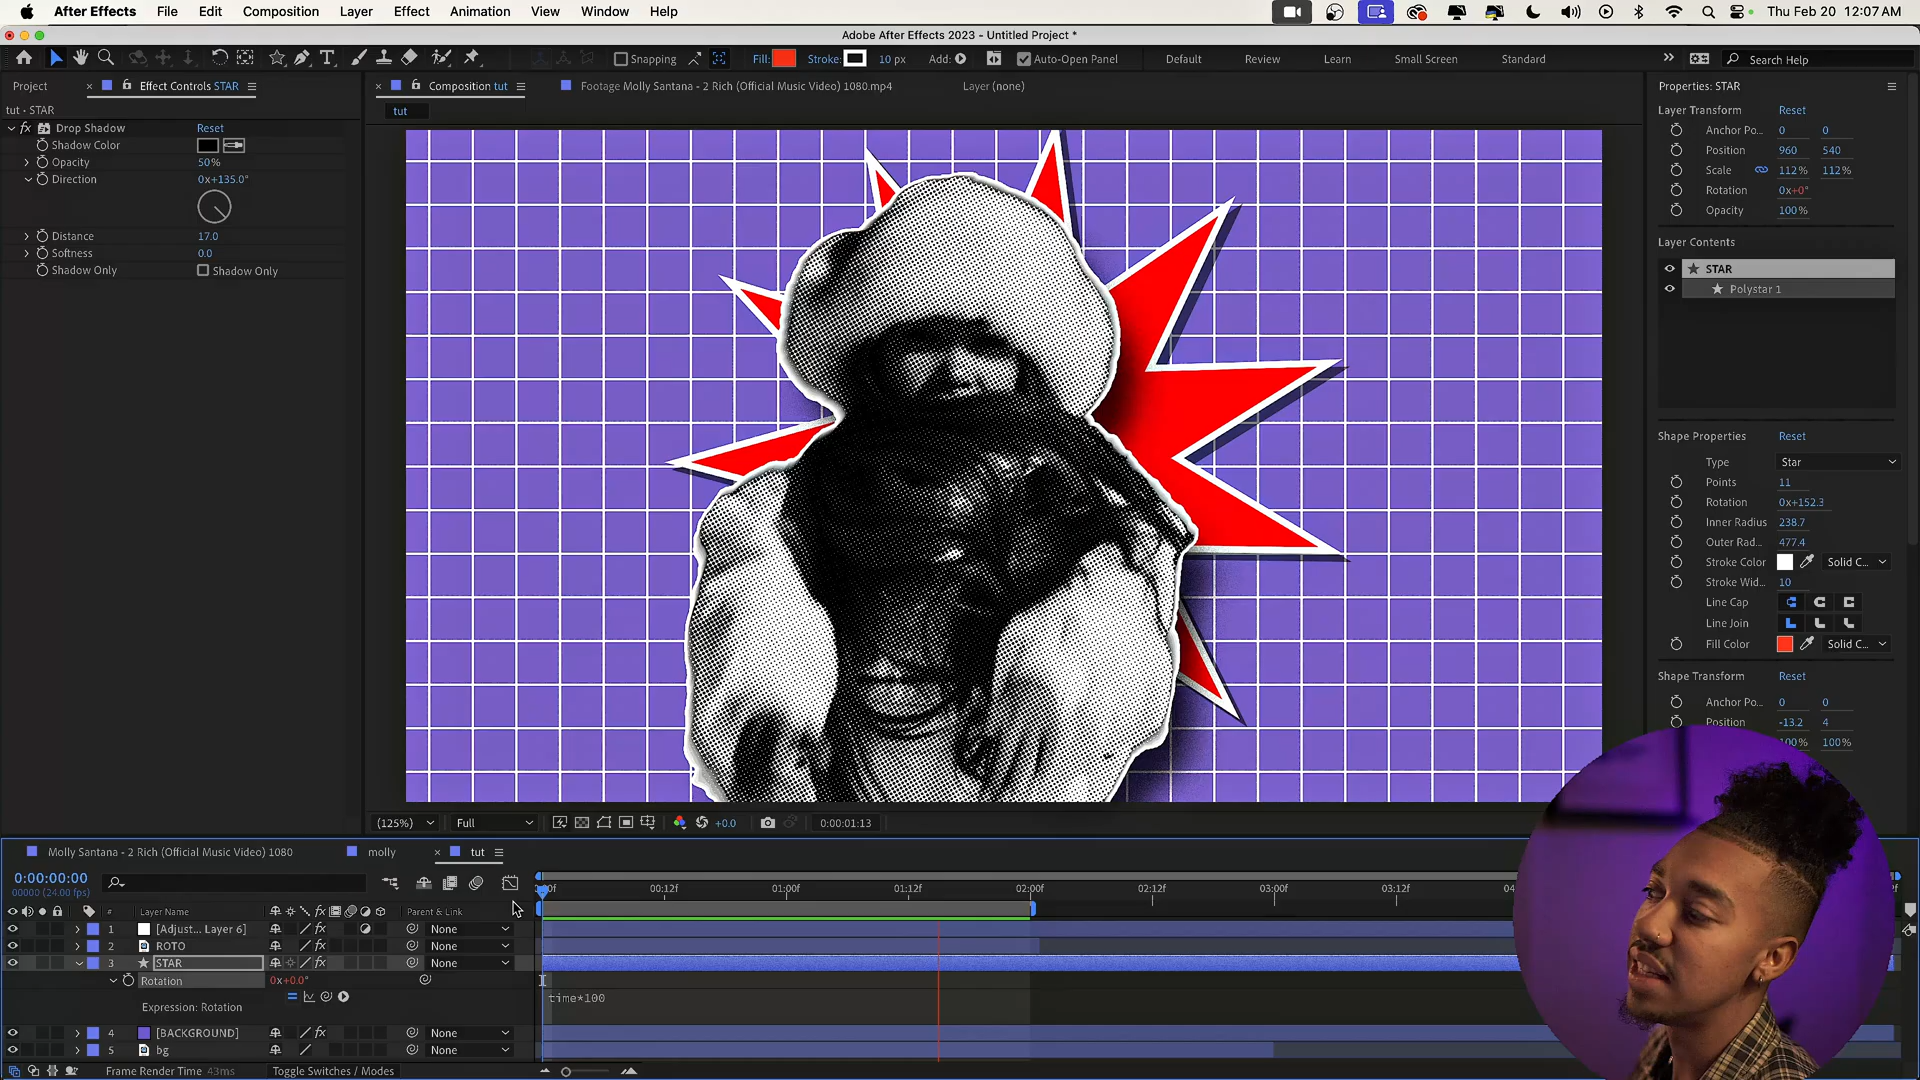 After Effects File Edit Composition Layer Effect Animation View Window Help Thu Feb 20 12:07 AM
Adobe After Effects 2023 - Untitled Project *
Snapping Fill: Stroke: 10 px Add: Auto-Open Panel Default Review Learn Small Screen Standard Search Help
Project Effect Controls STAR Composition tut Footage Molly Santana - 2 Rich (Official Music Video) 1080.mp4 Layer (none) Properties: STAR
tut • STAR
tut
fx Drop Shadow Reset
Shadow Color
Opacity 50%
Direction 0x+135.0°
Distance 17.0
Softness 0.0
Shadow Only Shadow Only
Layer Transform Reset
Anchor Po... 0 0
Position 960 540
Scale 112% 112%
Rotation 0x+0°
Opacity 100%
Layer Contents
STAR
Polystar 1
Shape Properties Reset
Type Star
Points 11
Rotation 0x+152.3
Inner Radius 238.7
Outer Rad... 477.4
Stroke Color Solid C...
Stroke Wid... 10
Line Cap
Line Join
Fill Color Solid C...
Shape Transform Reset
Anchor Po... 0 0
Position -13.2 4
100% 100%
(125%) Full +0.0 0:00:01:13
Molly Santana - 2 Rich (Official Music Video) 1080 molly tut
0:00:00:00
00000 (24.00 fps)
00:12f 01:00f 01:12f 02:00f 02:12f 03:00f 03:12f
# Layer Name fx Parent & Link
1 [Adjust... Layer 6] fx None
2 ROTO fx None
3 STAR fx None
Rotation 0x+0.0°
Expression: Rotation time*100
4 [BACKGROUND] fx None
5 bg None
Frame Render Time 43ms Toggle Switches / Modes